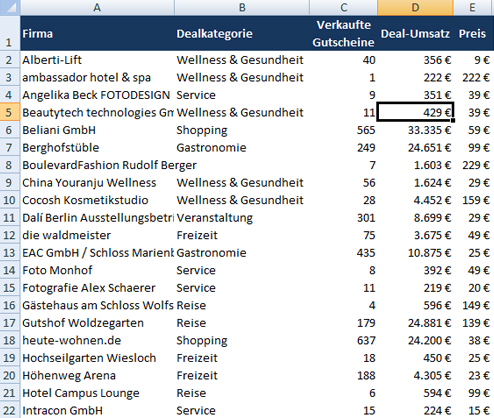 A B C D E
1 Firma Dealkategorie Verkaufte Gutscheine Deal-Umsatz Preis
2 Alberti-Lift Wellness & Gesundheit 40 356 € 9 €
3 ambassador hotel & spa Wellness & Gesundheit 1 222 € 222 €
4 Angelika Beck FOTODESIGN Service 9 351 € 39 €
5 Beautytech technologies Gm Wellness & Gesundheit 11 429 € 39 €
6 Beliani GmbH Shopping 565 33.335 € 59 €
7 Berghofstüble Gastronomie 249 24.651 € 99 €
8 BoulevardFashion Rudolf Berger 7 1.603 € 229 €
9 China Youranju Wellness Wellness & Gesundheit 56 1.624 € 29 €
10 Cocosh Kosmetikstudio Wellness & Gesundheit 28 4.452 € 159 €
11 Dalí Berlin Ausstellungsbetri Veranstaltung 301 8.699 € 29 €
12 die waldmeister Freizeit 75 3.675 € 49 €
13 EAC GmbH / Schloss Marienb Gastronomie 435 10.875 € 25 €
14 Foto Monhof Service 8 392 € 49 €
15 Fotografie Alex Schaerer Service 11 219 € 20 €
16 Gästehaus am Schloss Wolfs Reise 4 596 € 149 €
17 Gutshof Woldzegarten Reise 179 24.881 € 139 €
18 heute-wohnen.de Shopping 637 24.200 € 38 €
19 Hochseilgarten Wiesloch Freizeit 18 450 € 25 €
20 Höhenweg Arena Freizeit 188 4.305 € 23 €
21 Hotel Campus Lounge Reise 6 594 € 99 €
22 Intracon GmbH Service 15 224 € 15 €